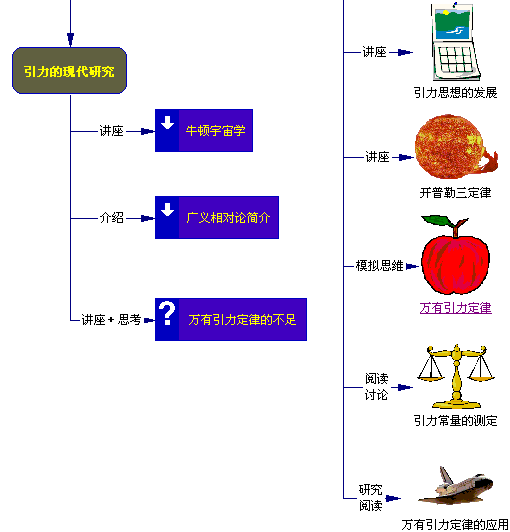 引力的现代研究
讲座
牛顿宇宙学
介绍
广义相对论简介
讲座 + 思考
?
万有引力定律的不足
讲座
引力思想的发展
讲座
开普勒三定律
模拟思维
万有引力定律
阅读
讨论
引力常量的测定
研究
阅读
万有引力定律的应用